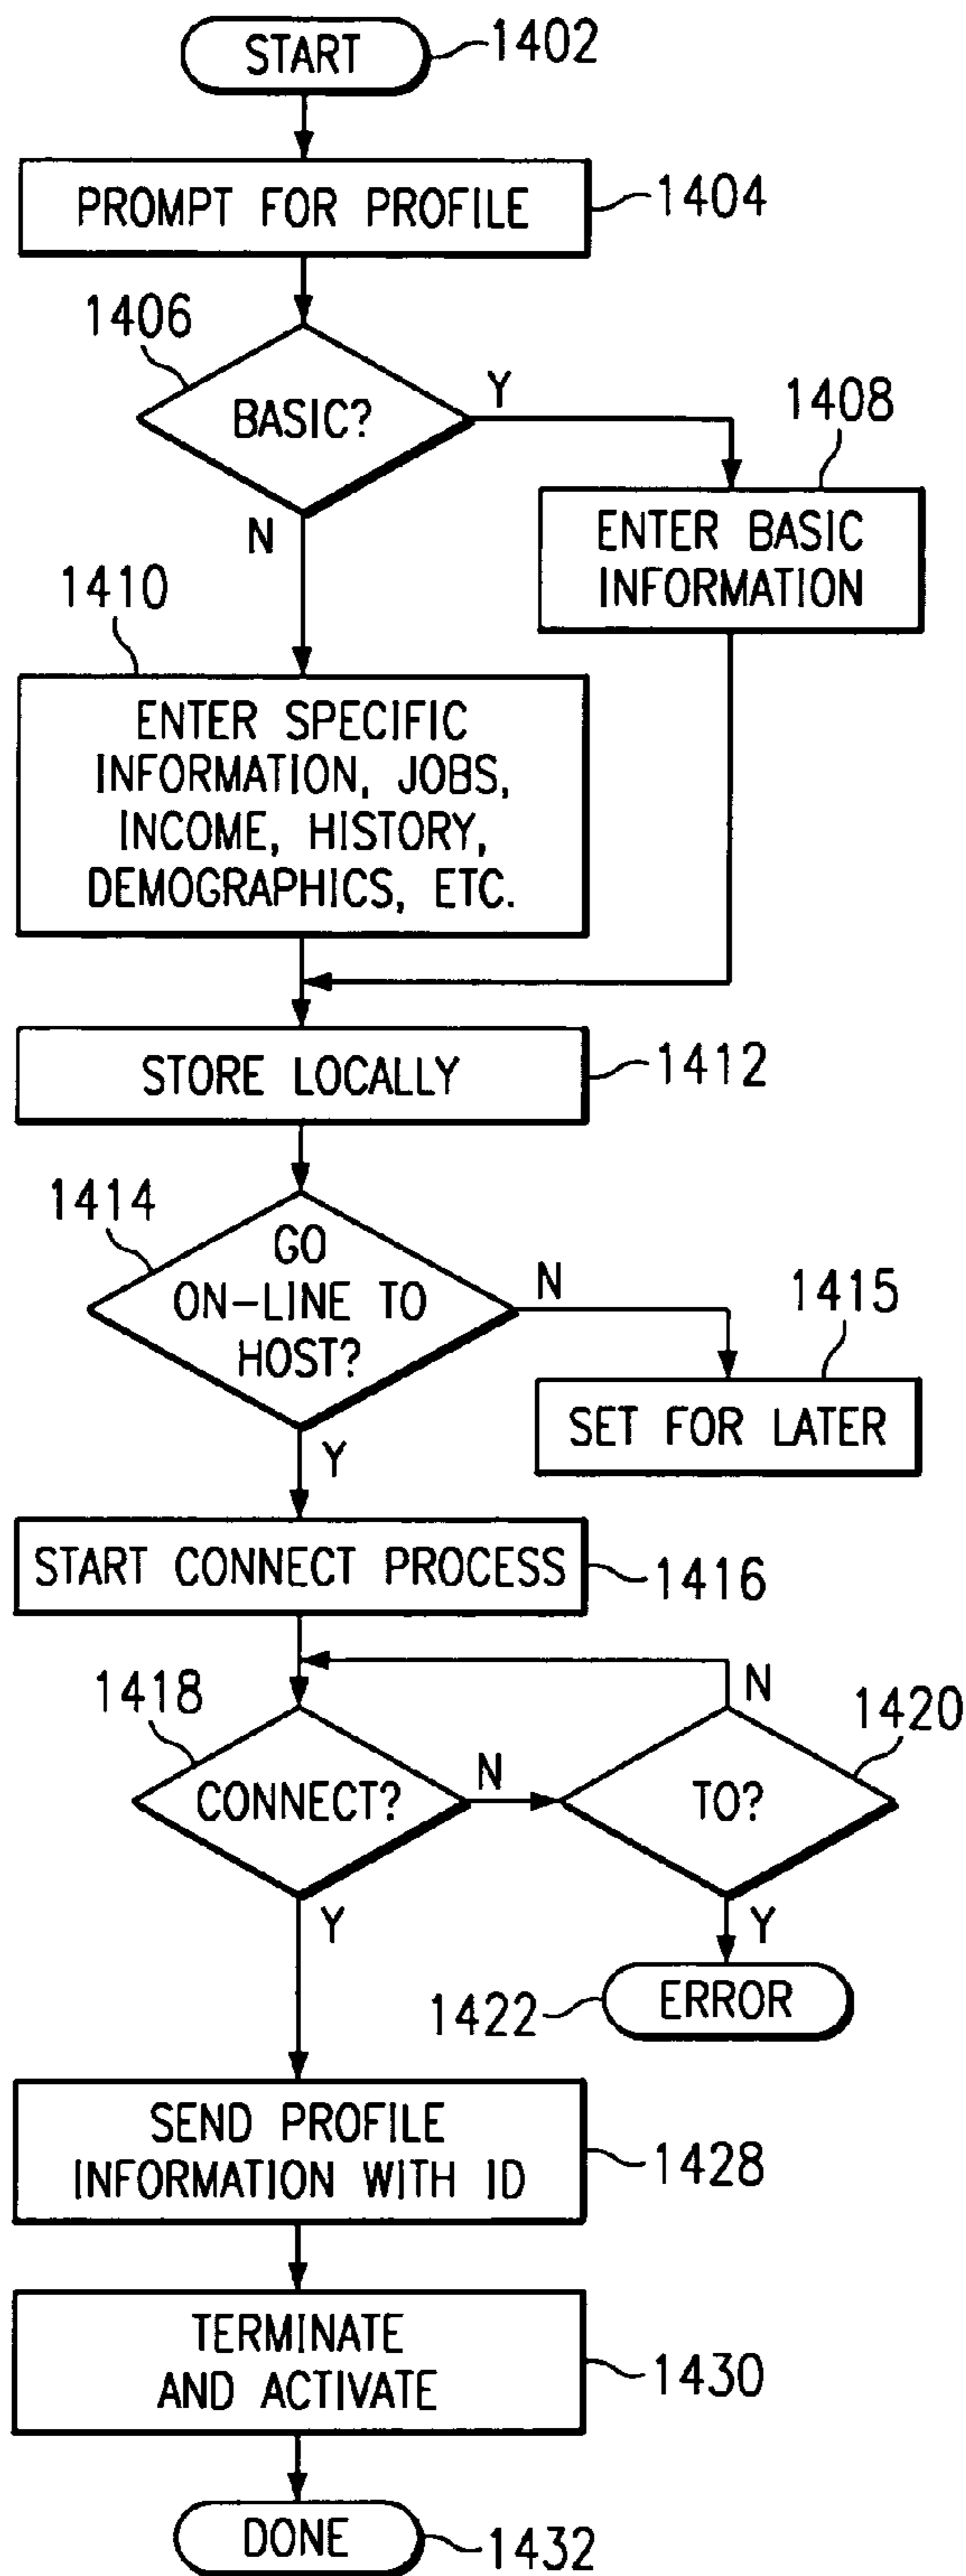 START
1402
PROMPT FOR PROFILE
1404
1406
BASIC?
Y
N
1408
ENTER BASIC
INFORMATION
1410
ENTER SPECIFIC
INFORMATION, JOBS,
INCOME, HISTORY,
DEMOGRAPHICS, ETC.
STORE LOCALLY
1412
1414
GO
ON-LINE TO
HOST?
N
Y
1415
SET FOR LATER
START CONNECT PROCESS
1416
1418
CONNECT?
N
Y
N
1420
TO?
Y
1422
ERROR
SEND PROFILE
INFORMATION WITH ID
1428
TERMINATE
AND ACTIVATE
1430
DONE
1432